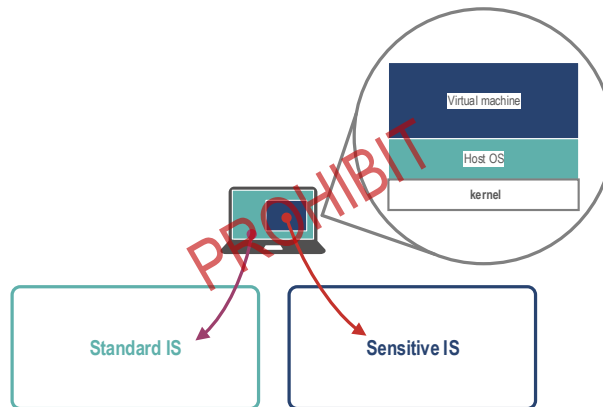 Virtual machine
Host OS
kernel
PROHIBIT
Standard IS
Sensitive IS